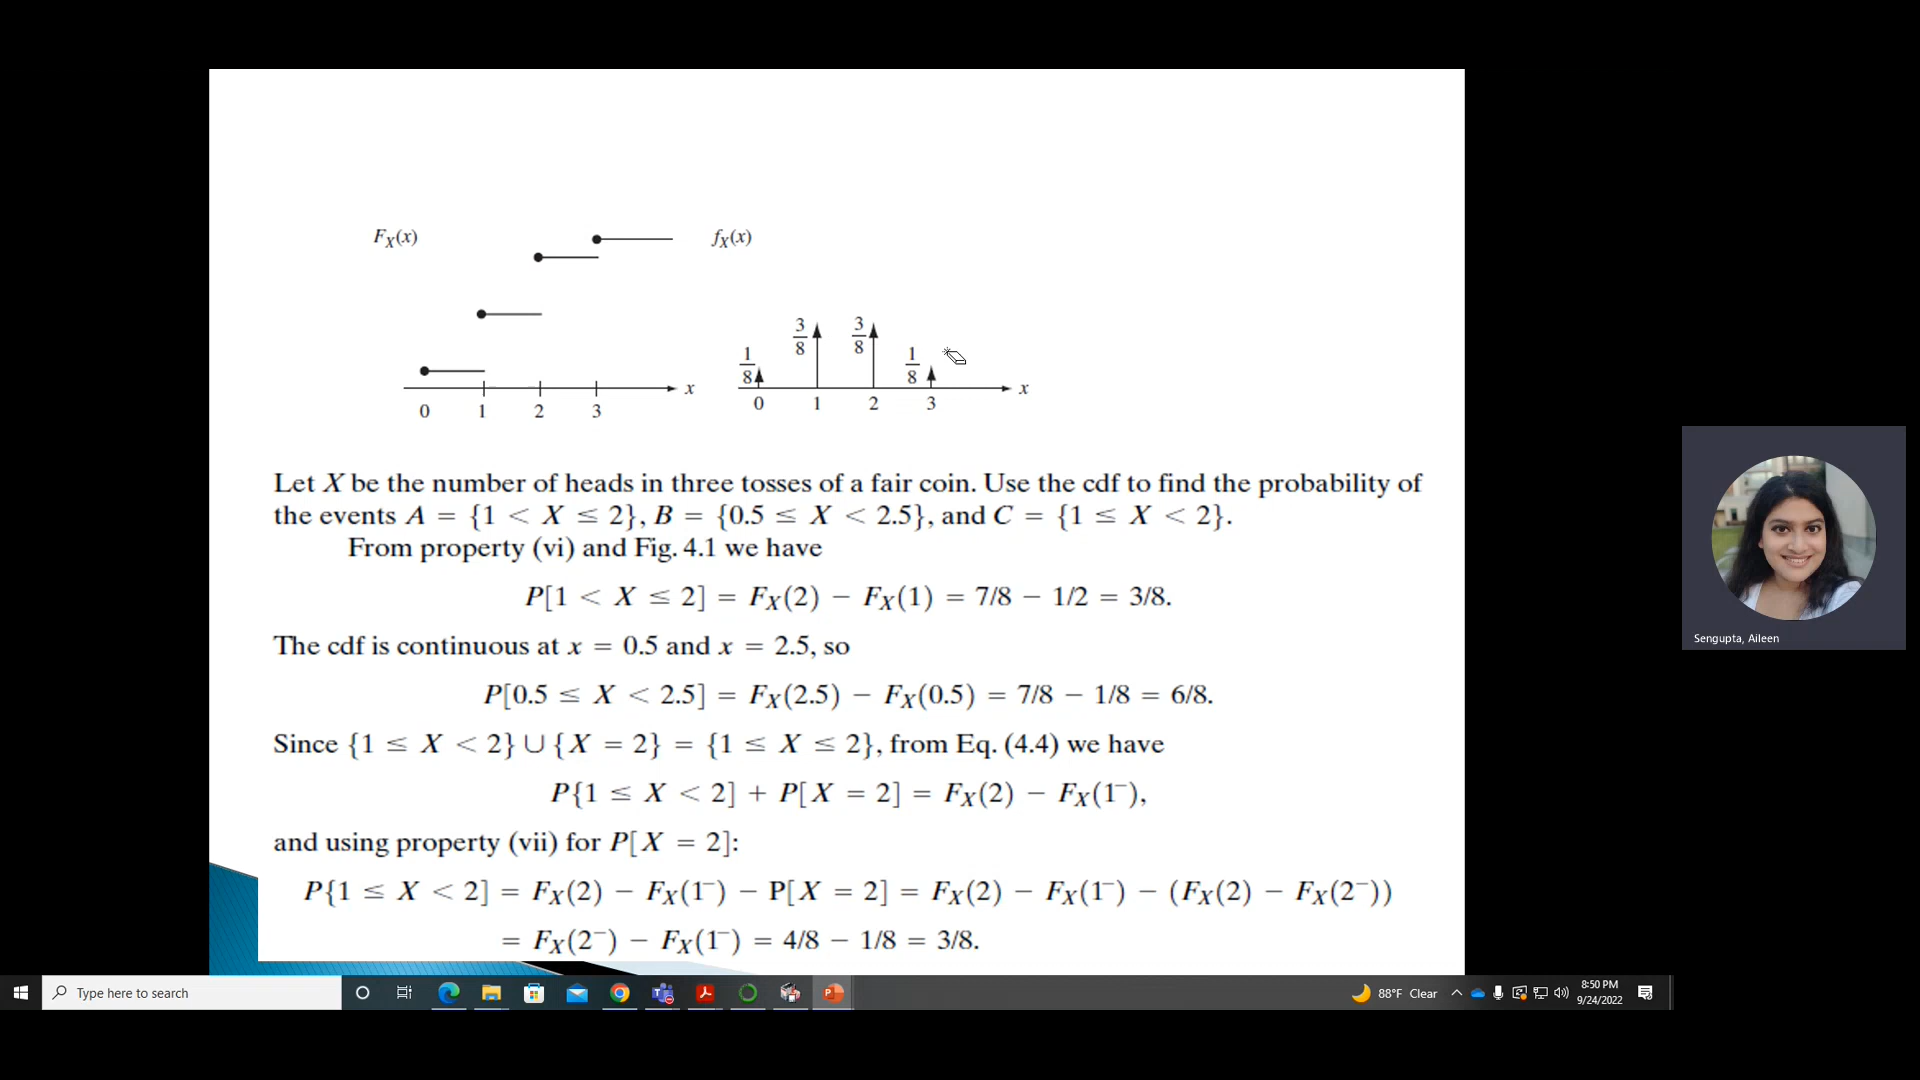 F_X(x)
f_X(x)
3/8
3/8
1/8
1/8
x
x
0 1 2 3
0 1 2 3
Let X be the number of heads in three tosses of a fair coin. Use the cdf to find the probability of
the events A = {1 < X ≤ 2}, B = {0.5 ≤ X < 2.5}, and C = {1 ≤ X < 2}.
From property (vi) and Fig. 4.1 we have
P[1 < X ≤ 2] = F_X(2) − F_X(1) = 7/8 − 1/2 = 3/8.
The cdf is continuous at x = 0.5 and x = 2.5, so
P[0.5 ≤ X < 2.5] = F_X(2.5) − F_X(0.5) = 7/8 − 1/8 = 6/8.
Since {1 ≤ X < 2} ∪ {X = 2} = {1 ≤ X ≤ 2}, from Eq. (4.4) we have
P{1 ≤ X < 2] + P[X = 2] = F_X(2) − F_X(1⁻),
and using property (vii) for P[X = 2]:
P{1 ≤ X < 2] = F_X(2) − F_X(1⁻) − P[X = 2] = F_X(2) − F_X(1⁻) − (F_X(2) − F_X(2⁻))
= F_X(2⁻) − F_X(1⁻) = 4/8 − 1/8 = 3/8.
Sengupta, Aileen
Type here to search
88°F Clear
8:50 PM
9/24/2022